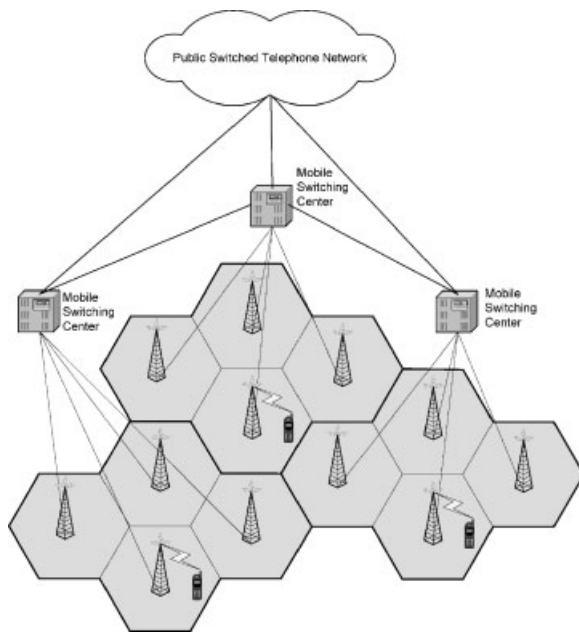 Public Switched Telephone Network
Mobile
Switching
Center
Mobile
Switching
Center
Mobile
Switching
Center